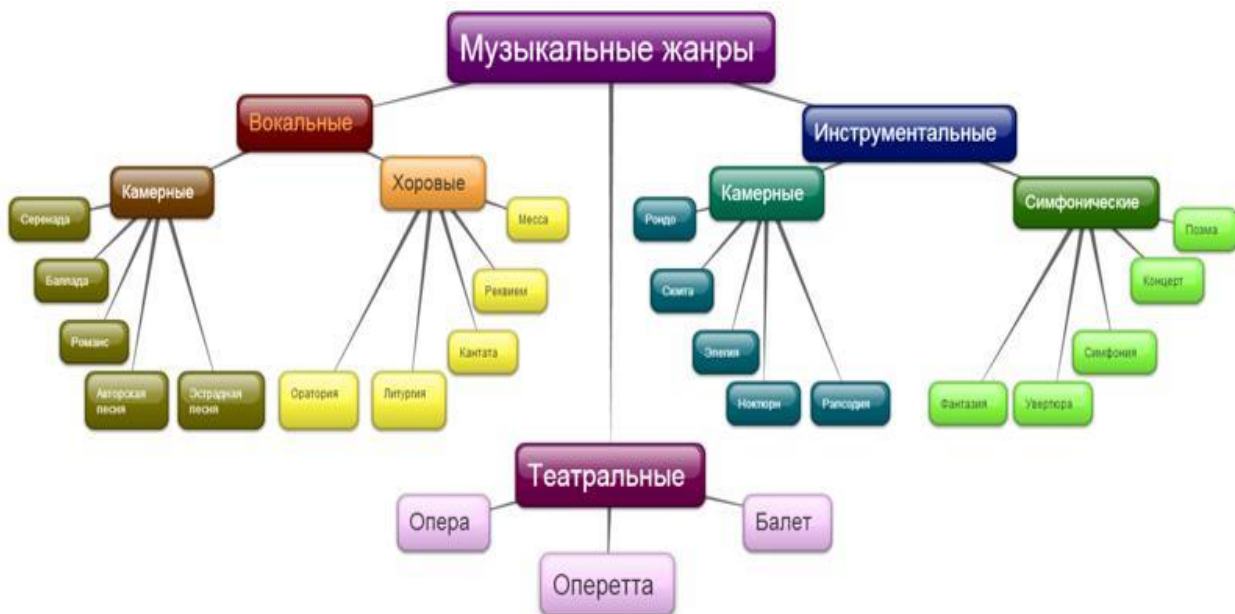 Музыкальные жанры
Вокальные
Инструментальные
Камерные
Хоровые
Камерные
Симфонические
Серенада
Баллада
Романс
Авторская
песня
Эстрадная
песня
Месса
Реквием
Кантата
Оратория
Литургия
Рондо
Сюита
Элегия
Ноктюрн
Рапсодия
Поэма
Концерт
Симфония
Фантазия
Увертюра
Театральные
Опера
Оперетта
Балет